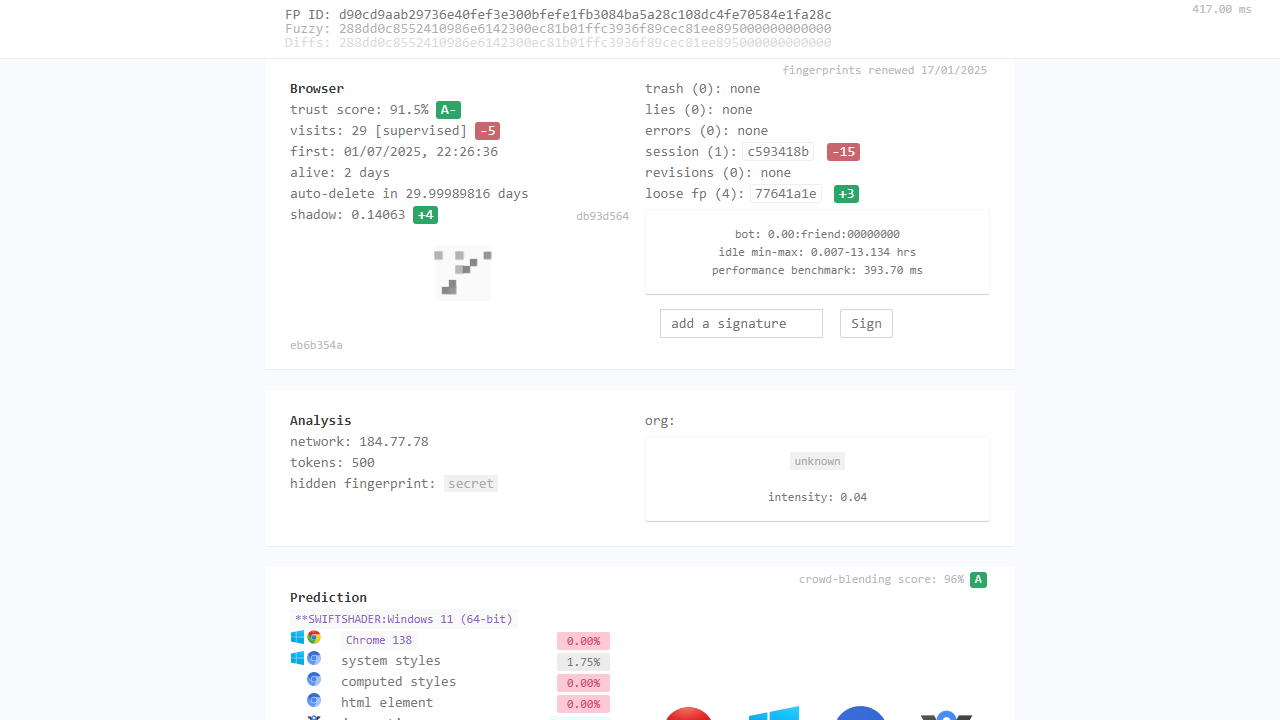 417.00 ms
FP ID: d90cd9aab29736e40fef3e300bfefe1fb3084ba5a28c108dc4fe70584e1fa28c
Fuzzy: 288dd0c8552410986e6142300ec81b01ffc3936f89cec81ee895000000000000
Diffs: 288dd0c8552410986e6142300ec81b01ffc3936f89cec81ee895000000000000
fingerprints renewed 17/01/2025
Browser
trust score: 91.5% A-
visits: 29 [supervised] -5
first: 01/07/2025, 22:26:36
alive: 2 days
auto-delete in 29.99989816 days
shadow: 0.14063 +4
db93d564
eb6b354a
trash (0): none
lies (0): none
errors (0): none
session (1): c593418b -15
revisions (0): none
loose fp (4): 77641a1e +3
bot: 0.00:friend:00000000
idle min-max: 0.007-13.134 hrs
performance benchmark: 393.70 ms
add a signature Sign
Analysis
network: 184.77.78
tokens: 500
hidden fingerprint: secret
org:
unknown
intensity: 0.04
crowd-blending score: 96% A
Prediction
**SWIFTSHADER:Windows 11 (64-bit)
Chrome 138 0.00%
system styles 1.75%
computed styles 0.00%
html element 0.00%